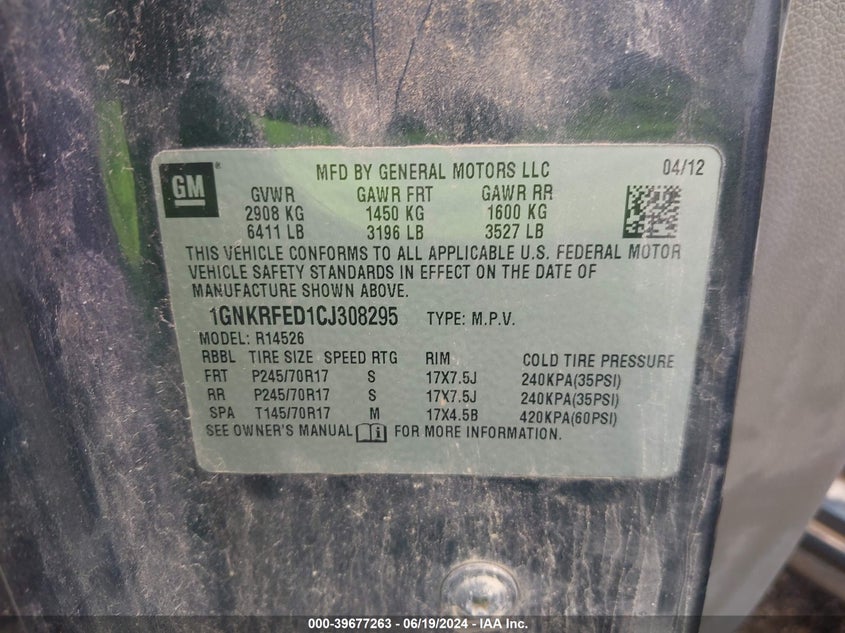 GM ® MFD BY GENERAL MOTORS LLC 04/12
GVWR GAWR FRT GAWR RR
2908 KG 1450 KG 1600 KG
6411 LB 3196 LB 3527 LB
THIS VEHICLE CONFORMS TO ALL APPLICABLE U.S. FEDERAL MOTOR
VEHICLE SAFETY STANDARDS IN EFFECT ON THE DATE OF
MANUFACTURE SHOWN ABOVE.
1GNKRFED1CJ308295 TYPE: M.P.V.
MODEL: R14526
RBBL TIRE SIZE SPEED RTG RIM COLD TIRE PRESSURE
FRT P245/70R17 S 17X7.5J 240KPA(35PSI)
RR P245/70R17 S 17X7.5J 240KPA(35PSI)
SPA T145/70R17 M 17X4.5B 420KPA(60PSI)
SEE OWNER'S MANUAL FOR MORE INFORMATION.
000-39677263 - 06/19/2024 - IAA Inc.